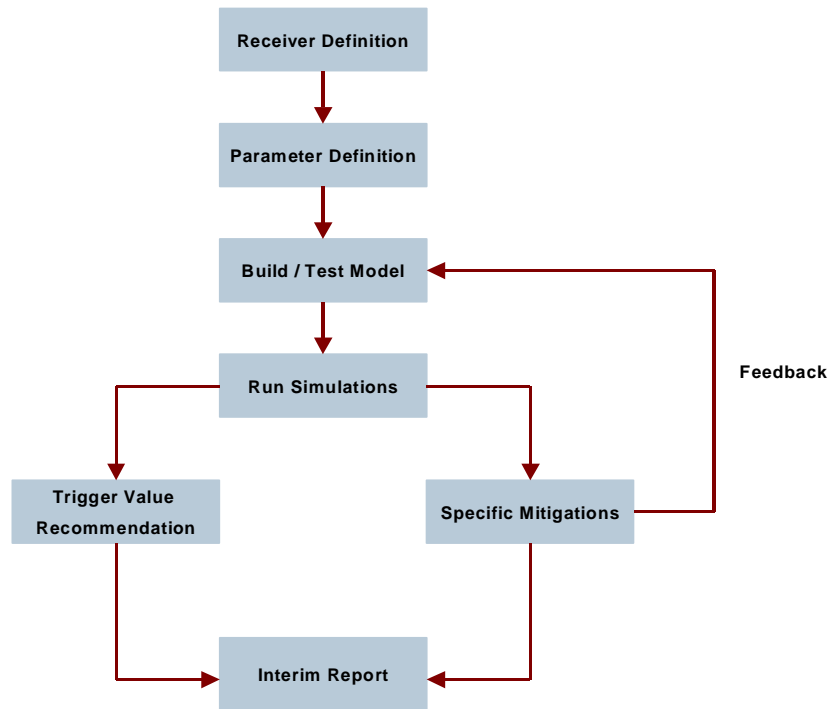 Receiver Definition
Parameter Definition
Build / Test Model
Run Simulations
Feedback
Trigger Value
Recommendation
Specific Mitigations
Interim Report